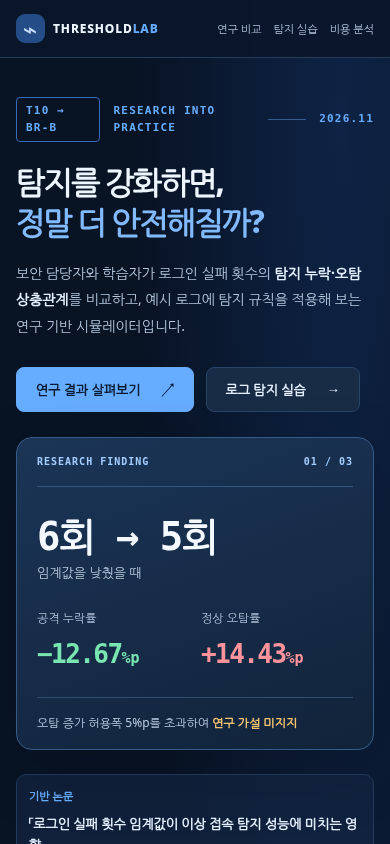 THRESHOLDLAB
연구 비교 탐지 실습 비용 분석
T10 →
BR-B
RESEARCH INTO
PRACTICE
2026.11
탐지를 강화하면,
정말 더 안전해질까?
보안 담당자와 학습자가 로그인 실패 횟수의 탐지 누락·오탐
상충관계를 비교하고, 예시 로그에 탐지 규칙을 적용해 보는
연구 기반 시뮬레이터입니다.
연구 결과 살펴보기 ↗
로그 탐지 실습 →
RESEARCH FINDING
01 / 03
6회 → 5회
임계값을 낮췄을 때
공격 누락률
정상 오탐률
−12.67%p
+14.43%p
오탐 증가 허용폭 5%p를 초과하여 연구 가설 미지지
기반 논문
「로그인 실패 횟수 임계값이 이상 접속 탐지 성능에 미치는 영